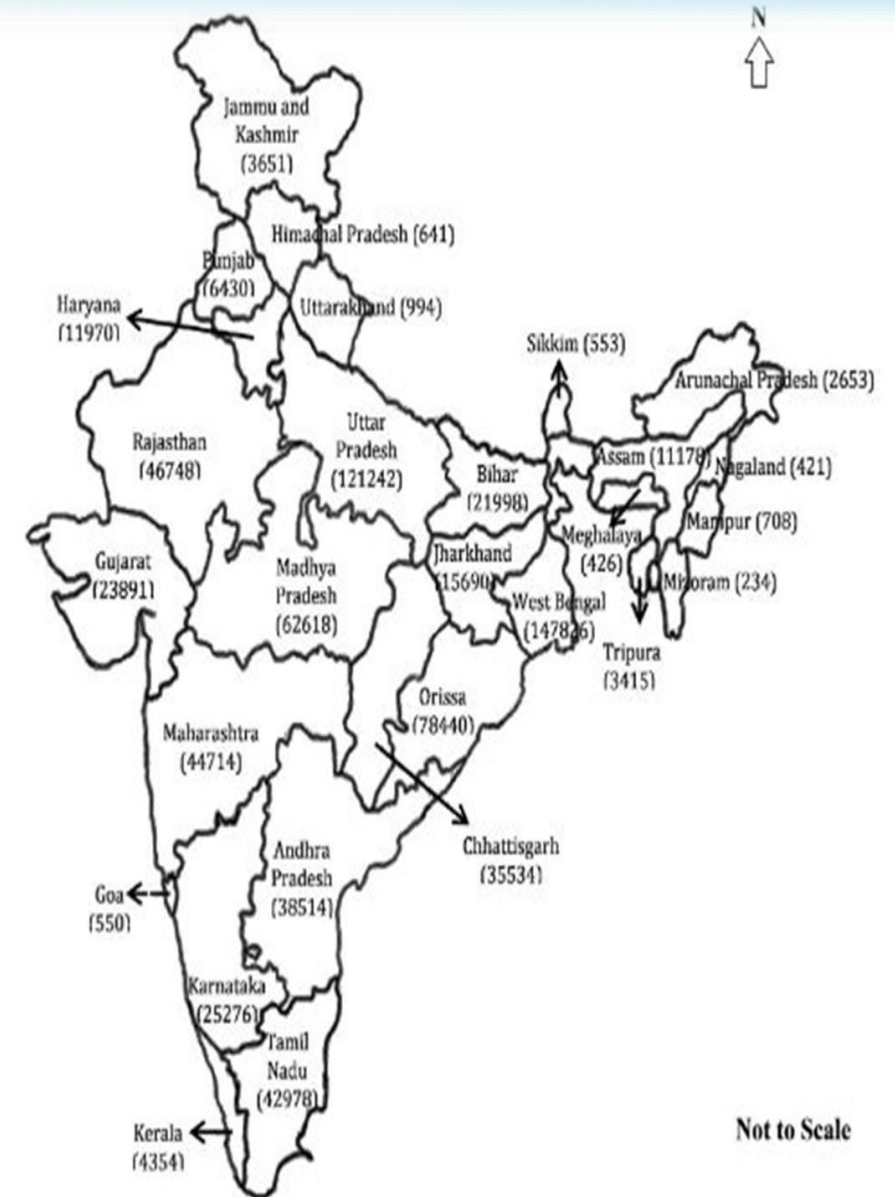 N
Jammu and
Kashmir
(3651)
Himachal Pradesh (641)
Punjab
(6430)
Haryana
(11970)
Uttarakhand (994)
Sikkim (553)
Arunachal Pradesh (2653)
Rajasthan
(46748)
Uttar
Pradesh
(121242)
Bihar
(21998)
Assam (11178)
Nagaland (421)
Manipur (708)
Meghalaya
(426)
Mizoram (234)
Tripura
(3415)
Gujarat
(23891)
Madhya
Pradesh
(62618)
Jharkhand
(15690)
West Bengal
(147826)
Orissa
(78440)
Maharashtra
(44714)
Chhattisgarh
(35534)
Andhra
Pradesh
(38514)
Goa
(550)
Karnataka
(25276)
Tamil
Nadu
(42978)
Kerala
(4354)
Not to Scale